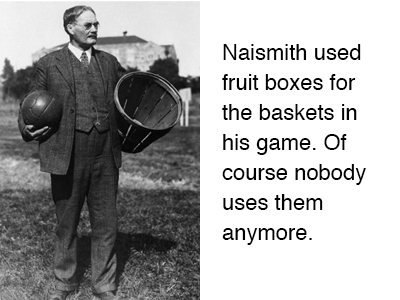 Naismith used
fruit boxes for
the baskets in
his game. Of
course nobody
uses them
anymore.